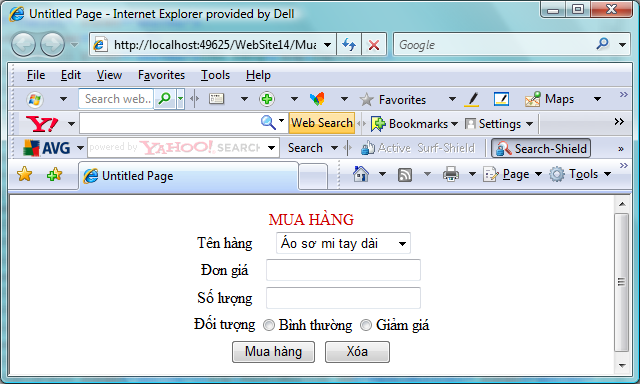 Untitled Page - Internet Explorer provided by Dell
http://localhost:49625/WebSite14/Mua Google
File Edit View Favorites Tools Help
Search web.. Favorites Maps »
Y! Web Search Bookmarks Settings »
AVG powered by YAHOO! SEARCH Search Active Surf-Shield Search-Shield »
Untitled Page Page Tools »
MUA HÀNG
Tên hàng Áo sơ mi tay dài
Đơn giá
Số lượng
Đối tượng Bình thường Giảm giá
Mua hàng Xóa